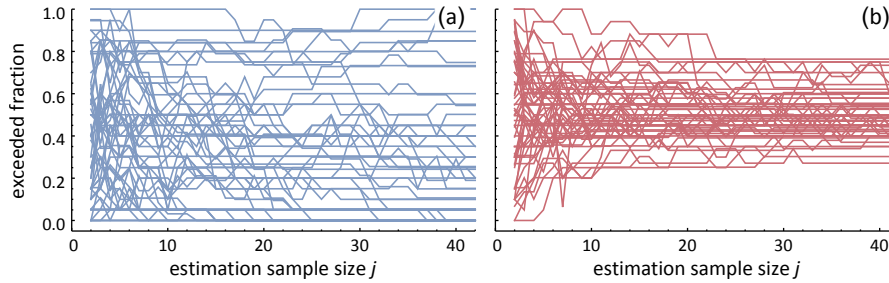 (a)
(b)
exceeded fraction
1.0
0.8
0.6
0.4
0.2
0.0
0 10 20 30 40 0 10 20 30 40
estimation sample size j estimation sample size j